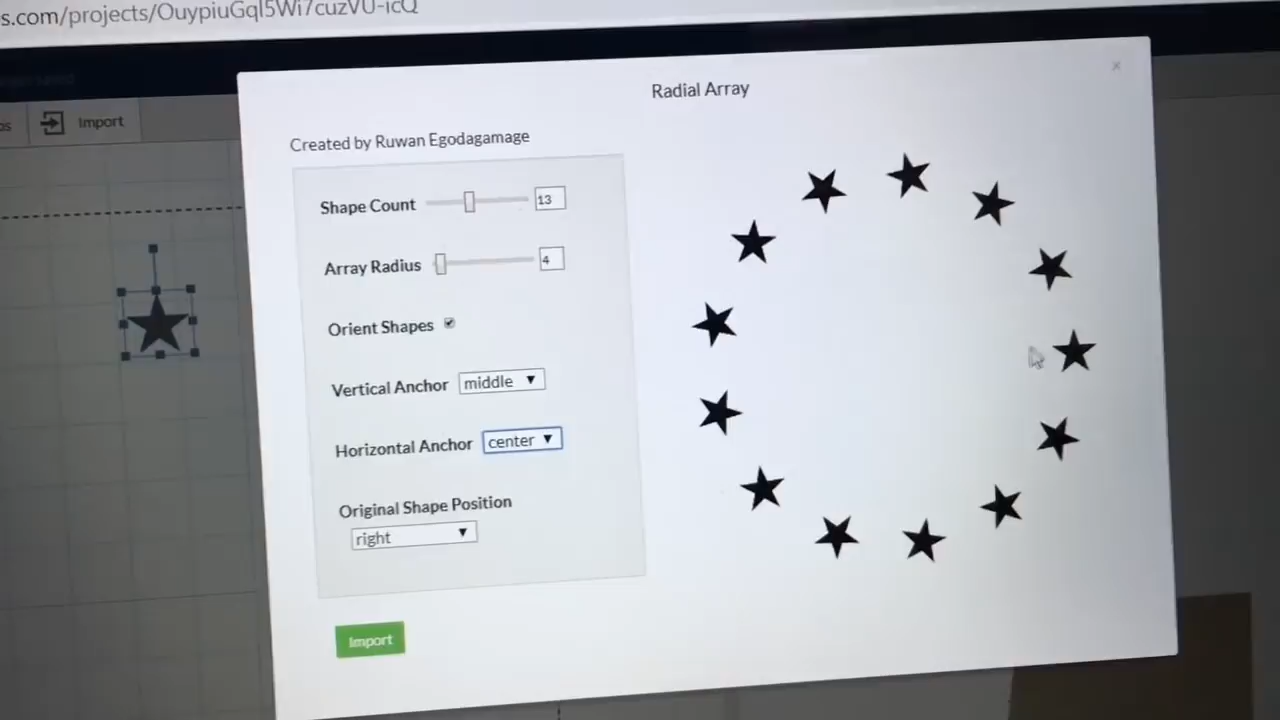 s.com/projects/OuypiuGql5Wi7cuzVU-icQ
Import
Radial Array
Created by Ruwan Egodagamage
Shape Count 13
Array Radius 4
Orient Shapes
Vertical Anchor middle
Horizontal Anchor center
Original Shape Position
right
Import